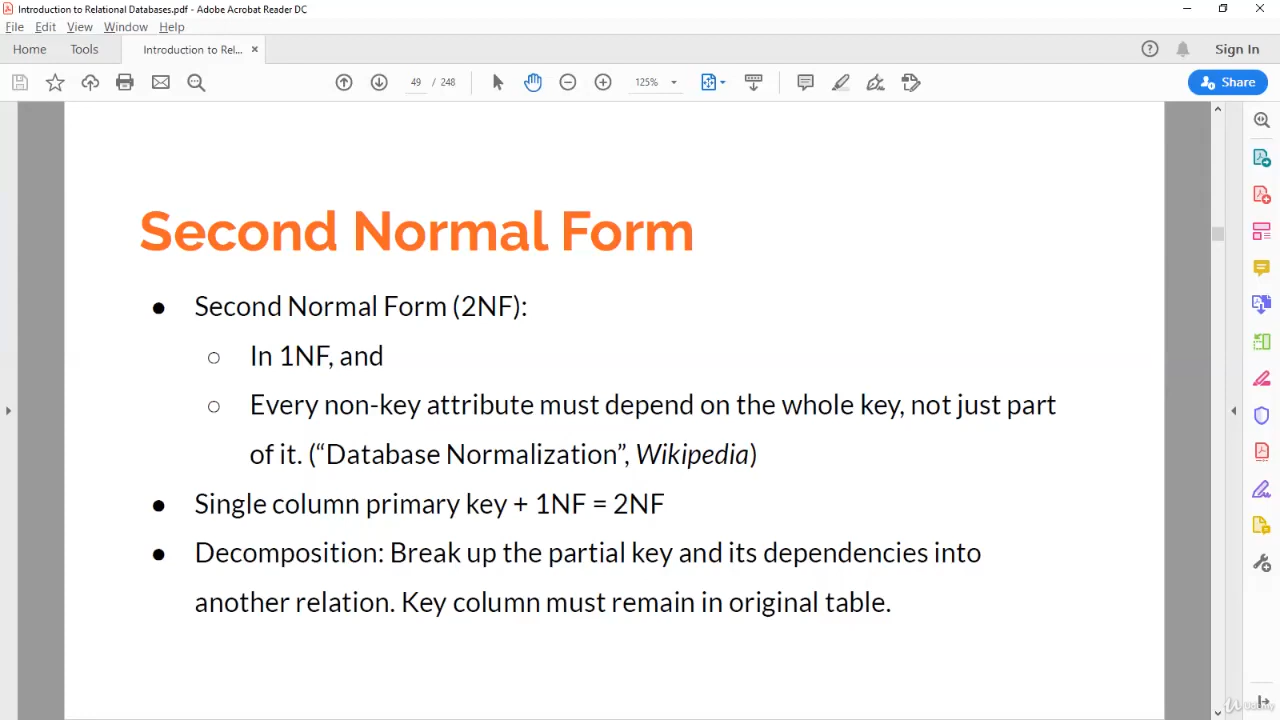 Introduction to Relational Databases.pdf - Adobe Acrobat Reader DC
File Edit View Window Help
Home Tools Introduction to Rel... × Sign In
49 / 248 125% Share
Second Normal Form
● Second Normal Form (2NF):
○ In 1NF, and
○ Every non-key attribute must depend on the whole key, not just part
of it. (“Database Normalization”, Wikipedia)
● Single column primary key + 1NF = 2NF
● Decomposition: Break up the partial key and its dependencies into
another relation. Key column must remain in original table.
Udemy